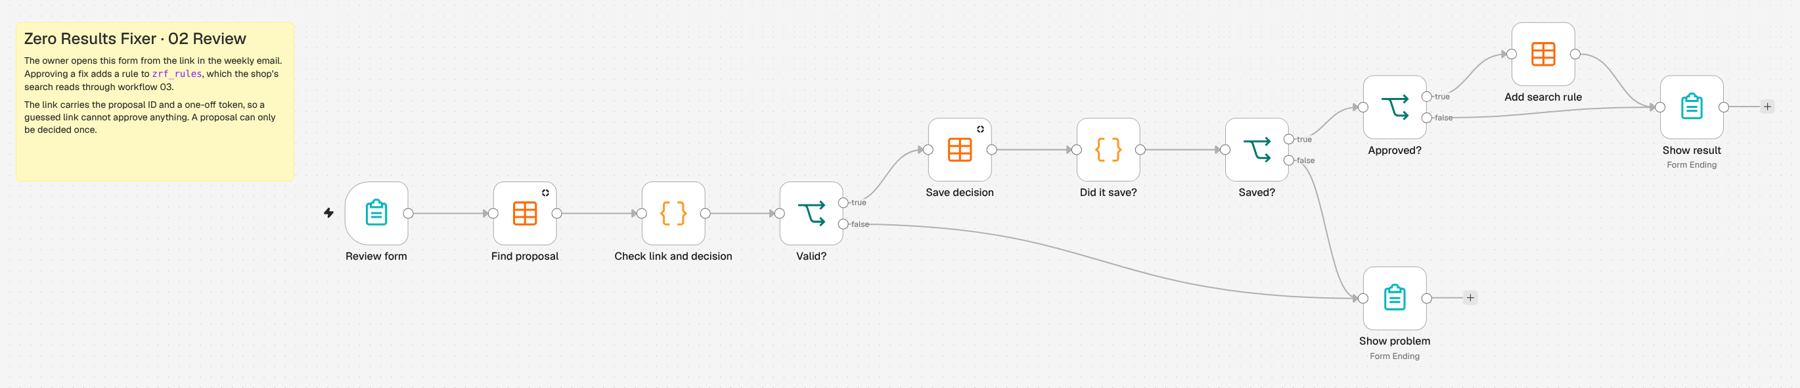 Zero Results Fixer · 02 Review
The owner opens this form from the link in the weekly email.
Approving a fix adds a rule to zrf_rules, which the shop's
search reads through workflow 03.
The link carries the proposal ID and a one-off token, so a
guessed link cannot approve anything. A proposal can only
be decided once.
Review form
Find proposal
Check link and decision
true
false
Valid?
Save decision
Did it save?
true
false
Saved?
true
false
Approved?
Add search rule
Show result
Form Ending
Show problem
Form Ending